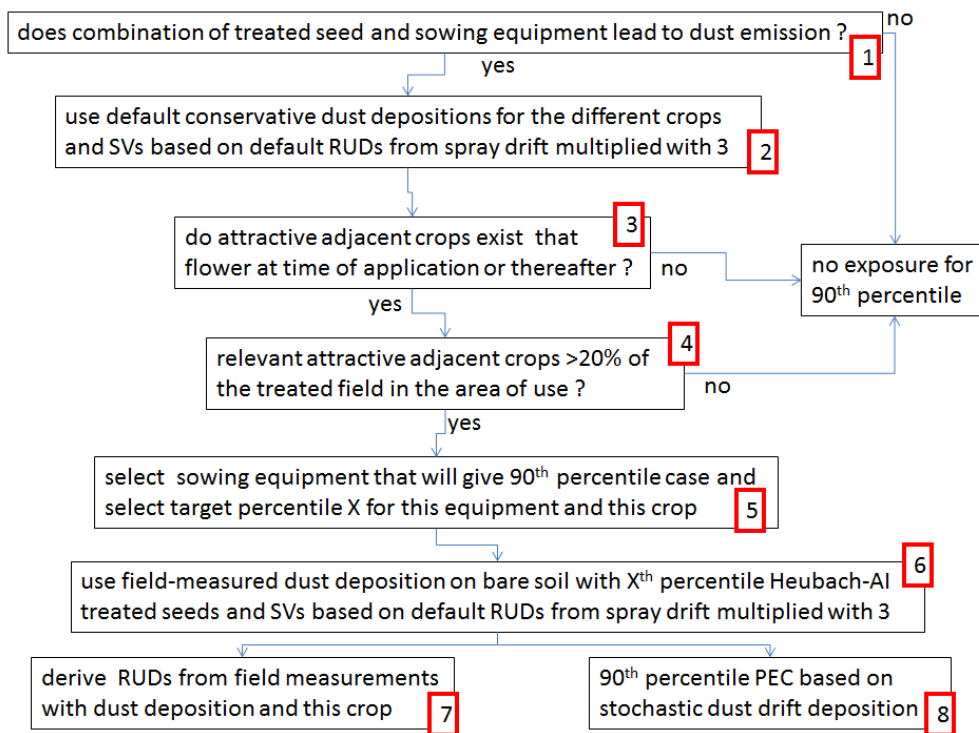 no
does combination of treated seed and sowing equipment lead to dust emission ?
1
yes
use default conservative dust depositions for the different crops
and SVs based on default RUDs from spray drift multiplied with 3
2
3
do attractive adjacent crops exist that
flower at time of application or thereafter ?
no
no exposure for
90th percentile
yes
4
relevant attractive adjacent crops >20% of
the treated field in the area of use ?
no
yes
select sowing equipment that will give 90th percentile case and
select target percentile X for this equipment and this crop
5
6
use field-measured dust deposition on bare soil with Xth percentile Heubach-AI
treated seeds and SVs based on default RUDs from spray drift multiplied with 3
derive RUDs from field measurements
with dust deposition and this crop
7
90th percentile PEC based on
stochastic dust drift deposition
8